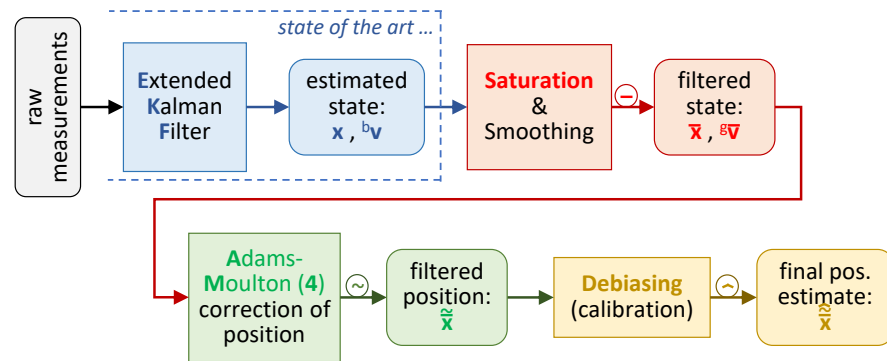 state of the art …
raw
measurements
Extended
Kalman
Filter
estimated
state:
x , ᵇv
Saturation
&
Smoothing
−
filtered
state:
x̅ , ᵍv̅
Adams-
Moulton (4)
correction of
position
~
filtered
position:
x̅̃
Debiasing
(calibration)
⌢
final pos.
estimate:
x̅̃̂